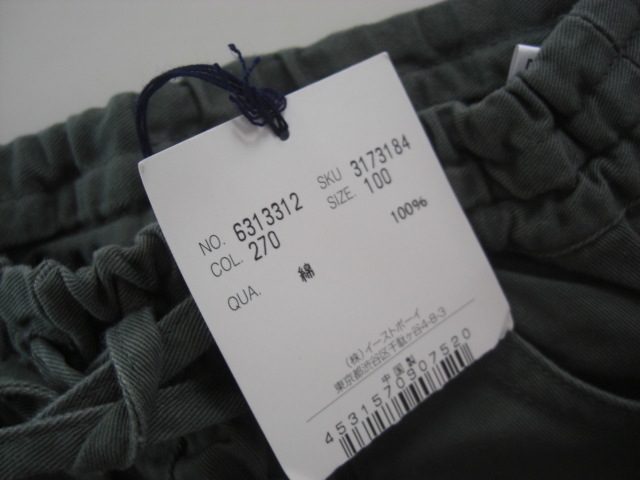 NO. 6313312 SKU 3173184
COL. 270 SIZE. 100
QUA. 綿 100%
(株)イーストボーイ
東京都渋谷区千駄ヶ谷4-8-3
中国製
4531570907520